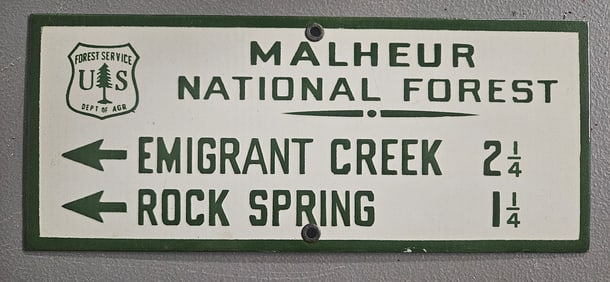 FOREST SERVICE
U S
DEPT OF AGR
MALHEUR
NATIONAL FOREST
EMIGRANT CREEK 2 1/4
ROCK SPRING 1 1/4